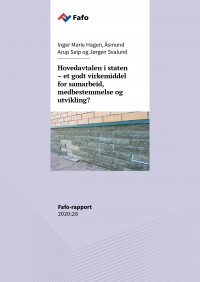 Fafo
Inger Marie Hagen, Åsmund
Arup Seip og Jørgen Svalund
Hovedavtalen i staten
– et godt virkemiddel
for samarbeid,
medbestemmelse og
utvikling?
Fafo-rapport
2020:28